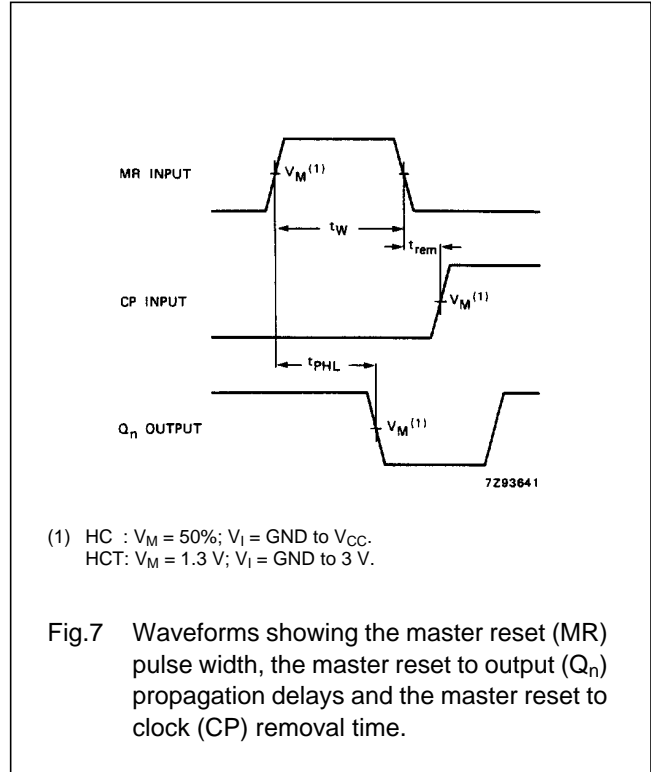 MR INPUT
V_M(1)
t_W
t_rem
CP INPUT
V_M(1)
t_PHL
Q_n OUTPUT
V_M(1)
7Z93641
(1) HC : V_M = 50%; V_I = GND to V_CC.
HCT: V_M = 1.3 V; V_I = GND to 3 V.
Fig.7 Waveforms showing the master reset (MR)
pulse width, the master reset to output (Q_n)
propagation delays and the master reset to
clock (CP) removal time.